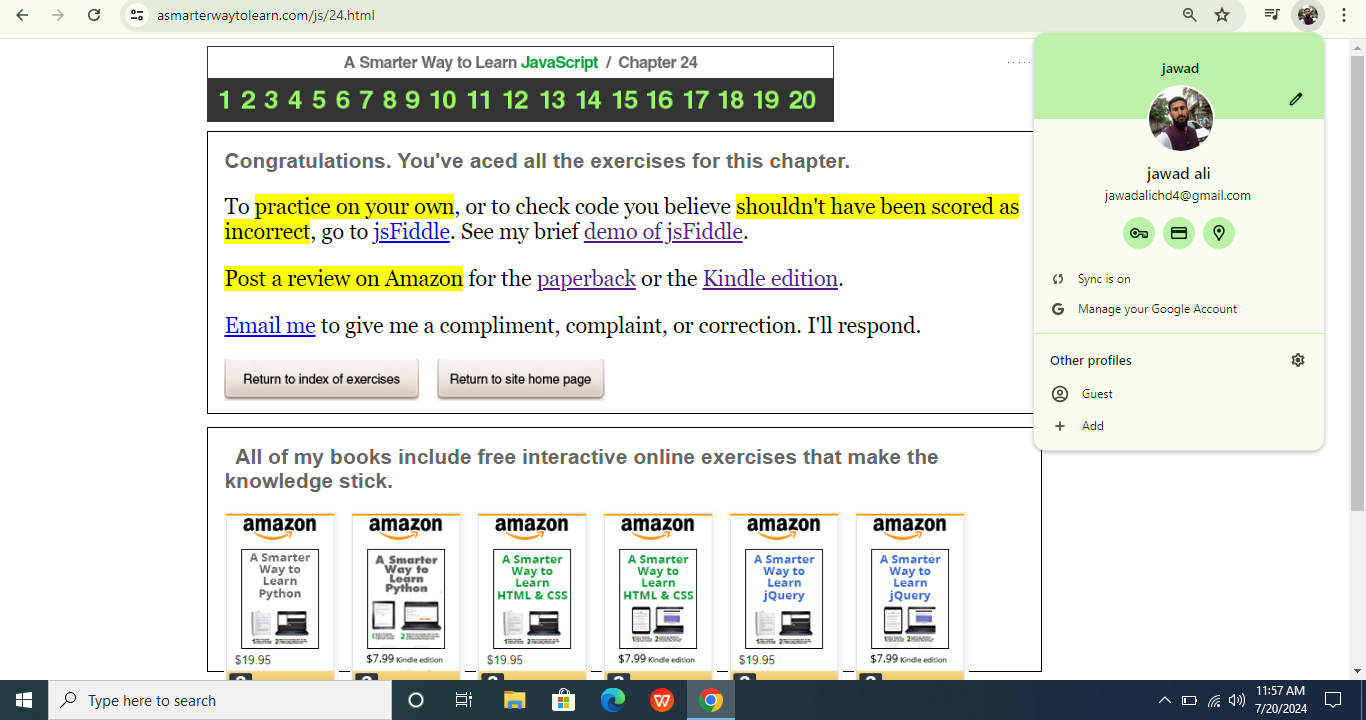 asmarterwaytolearn.com/js/24.html
A Smarter Way to Learn JavaScript / Chapter 24
1 2 3 4 5 6 7 8 9 10 11 12 13 14 15 16 17 18 19 20
Congratulations. You've aced all the exercises for this chapter.
To practice on your own, or to check code you believe shouldn't have been scored as
incorrect, go to jsFiddle. See my brief demo of jsFiddle.
Post a review on Amazon for the paperback or the Kindle edition.
Email me to give me a compliment, complaint, or correction. I'll respond.
Return to index of exercises
Return to site home page
jawad
jawad ali
jawadalichd4@gmail.com
Sync is on
G Manage your Google Account
Other profiles
Guest
Add
All of my books include free interactive online exercises that make the
knowledge stick.
amazon
A Smarter
Way to
Learn
Python
$19.95
amazon
A Smarter
Way to
Learn
Python
$7.99 Kindle edition
amazon
A Smarter
Way to
Learn
HTML & CSS
$19.95
amazon
A Smarter
Way to
Learn
HTML & CSS
$7.99 Kindle edition
amazon
A Smarter
Way to
Learn
jQuery
$19.95
amazon
A Smarter
Way to
Learn
jQuery
$7.99 Kindle edition
Type here to search
W
11:57 AM
7/20/2024